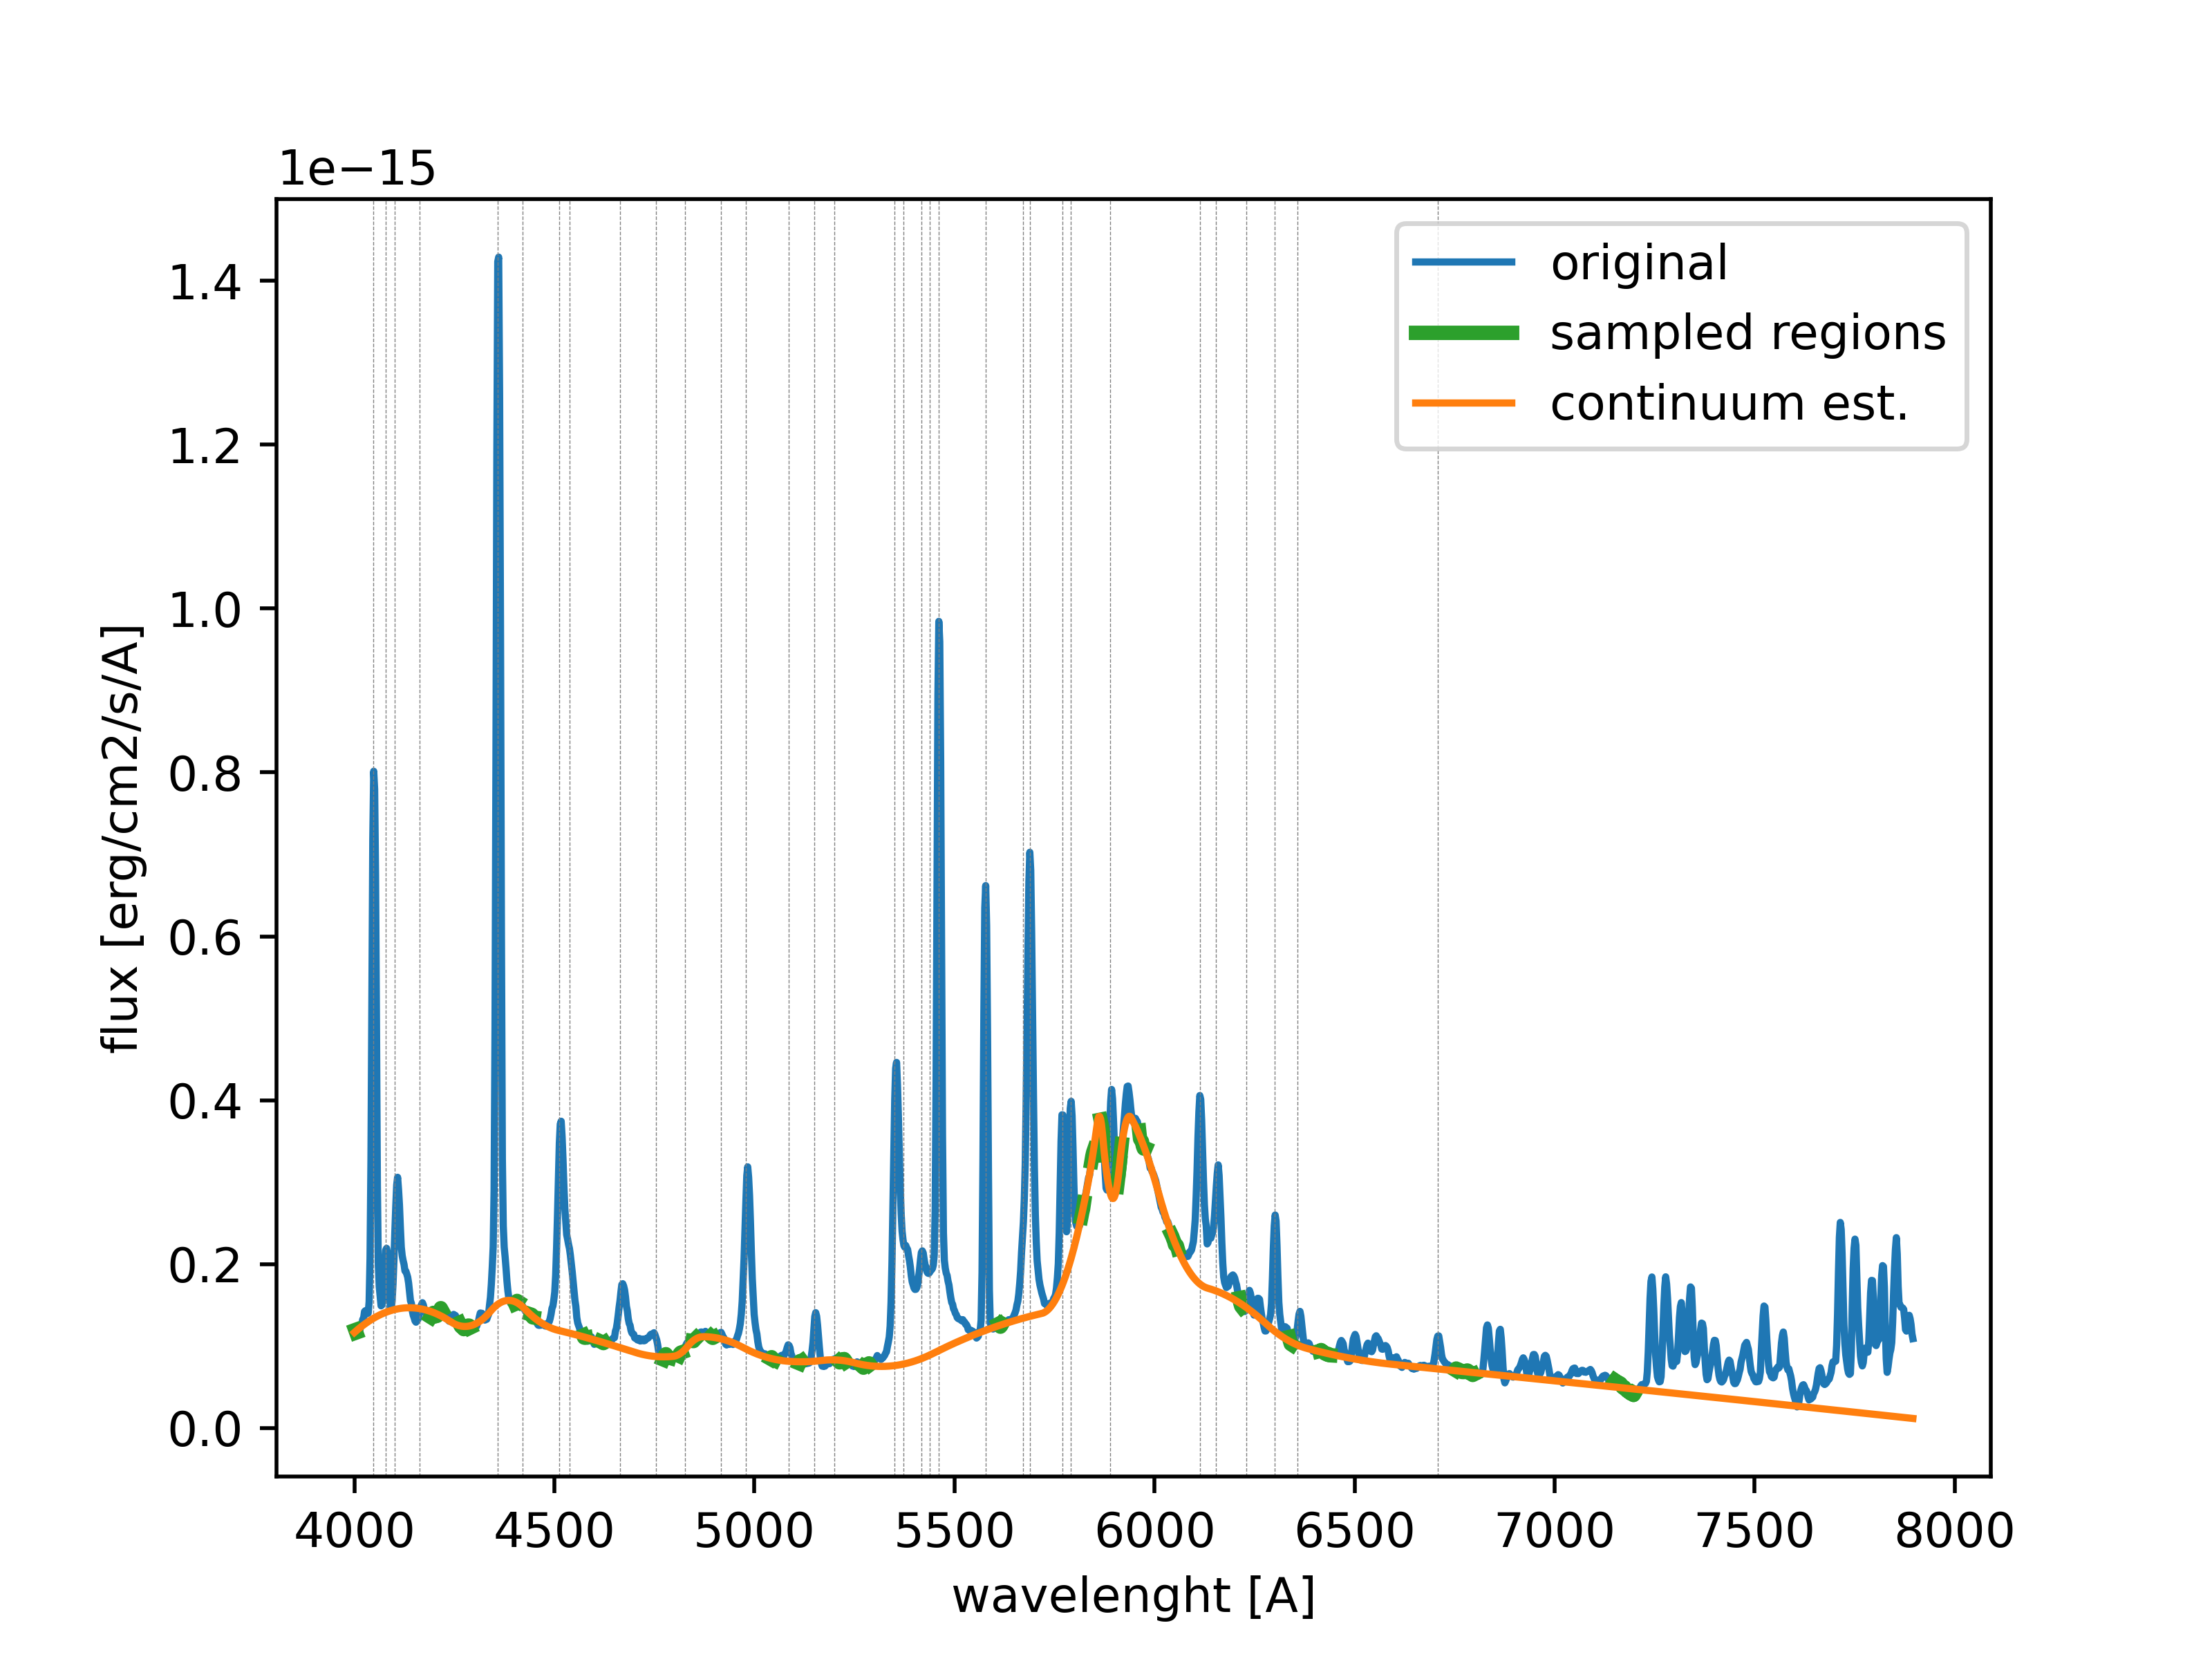 1e−15
1.4
1.2
1.0
0.8
0.6
0.4
0.2
0.0
flux [erg/cm2/s/A]
original
sampled regions
continuum est.
4000 4500 5000 5500 6000 6500 7000 7500 8000
wavelenght [A]